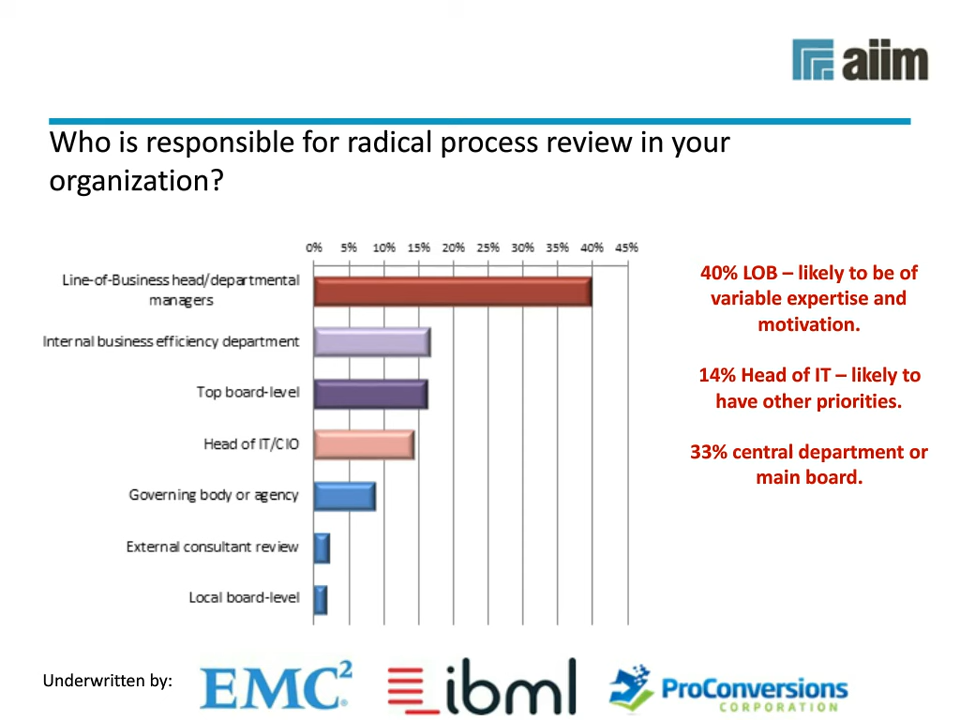 aiim
Who is responsible for radical process review in your
organization?
0% 5% 10% 15% 20% 25% 30% 35% 40% 45%
Line-of-Business head/departmental
managers
Internal business efficiency department
Top board-level
Head of IT/CIO
Governing body or agency
External consultant review
Local board-level
40% LOB – likely to be of
variable expertise and
motivation.
14% Head of IT – likely to
have other priorities.
33% central department or
main board.
Underwritten by:
EMC²
ibml
ProConversions
CORPORATION